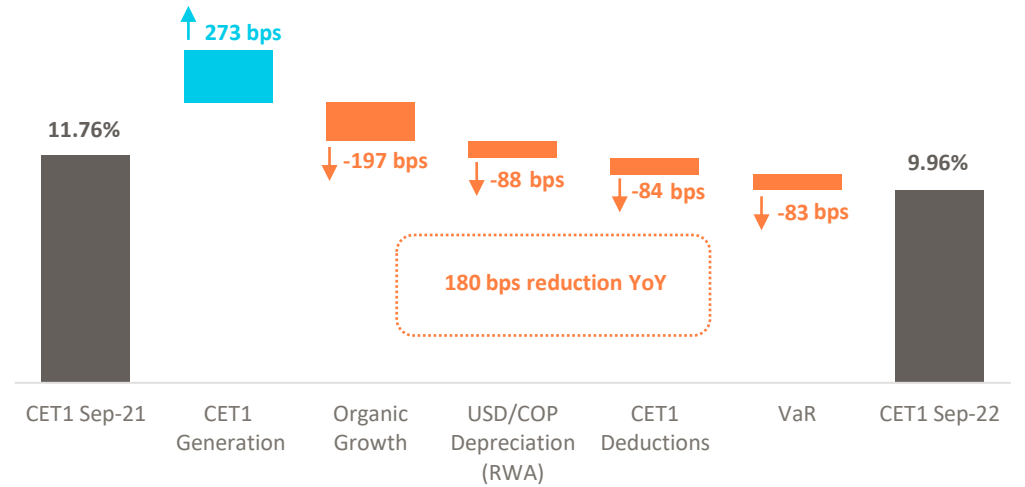 273 bps
11.76%
-197 bps
-88 bps
-84 bps
-83 bps
9.96%
180 bps reduction YoY
CET1 Sep-21
CET1
Generation
Organic
Growth
USD/COP
Depreciation
(RWA)
CET1
Deductions
VaR
CET1 Sep-22